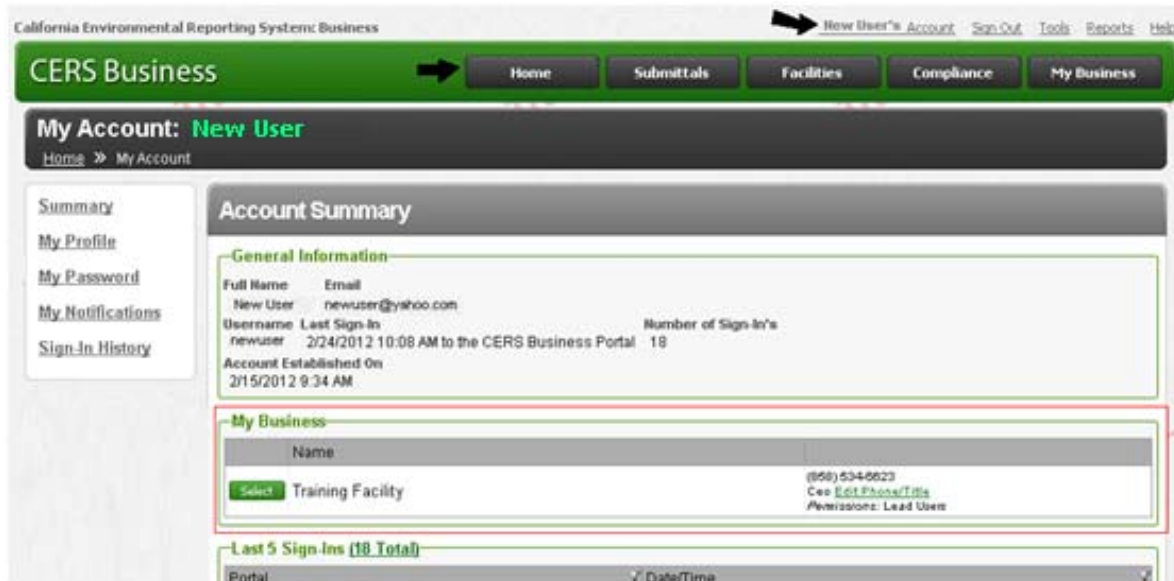 California Environmental Reporting System: Business
New User's Account Sign Out Tools Reports Help
CERS Business
Home Submittals Facilities Compliance My Business
My Account: New User
Home » My Account
Summary
My Profile
My Password
My Notifications
Sign-In History
Account Summary
General Information
Full Name Email
New User newuser@yahoo.com
Username Last Sign-In Number of Sign-In's
newuser 2/24/2012 10:08 AM to the CERS Business Portal 18
Account Established On
2/15/2012 9:34 AM
My Business
Name
Select Training Facility
(858) 534-6623
Ceo Edit Phone/Title
Permissions: Lead Users
Last 5 Sign-Ins (18 Total)
Portal Date/Time